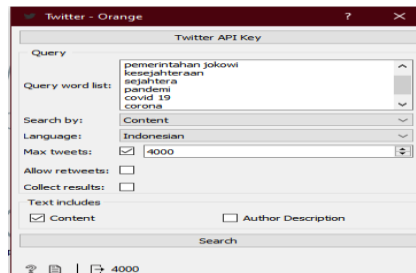 Twitter - Orange ? ×
Twitter API Key
Query
Query word list:
pemerintahan jokowi
kesejahteraan
sejahtera
pandemi
covid 19
corona
Search by: Content
Language: Indonesian
Max tweets: 4000
Allow retweets:
Collect results:
Text includes
Content Author Description
Search
? 4000